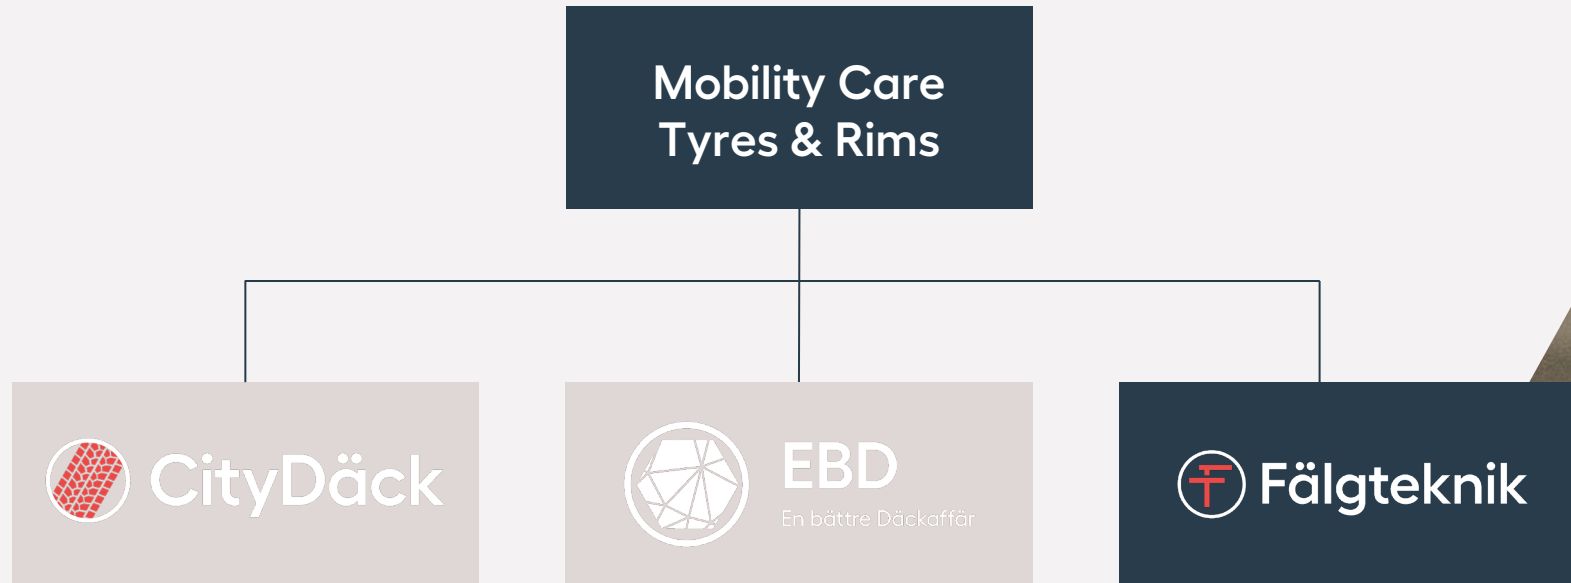 Mobility Care
Tyres & Rims
CityDäck
EBD
En bättre Däckaffär
Fälgteknik